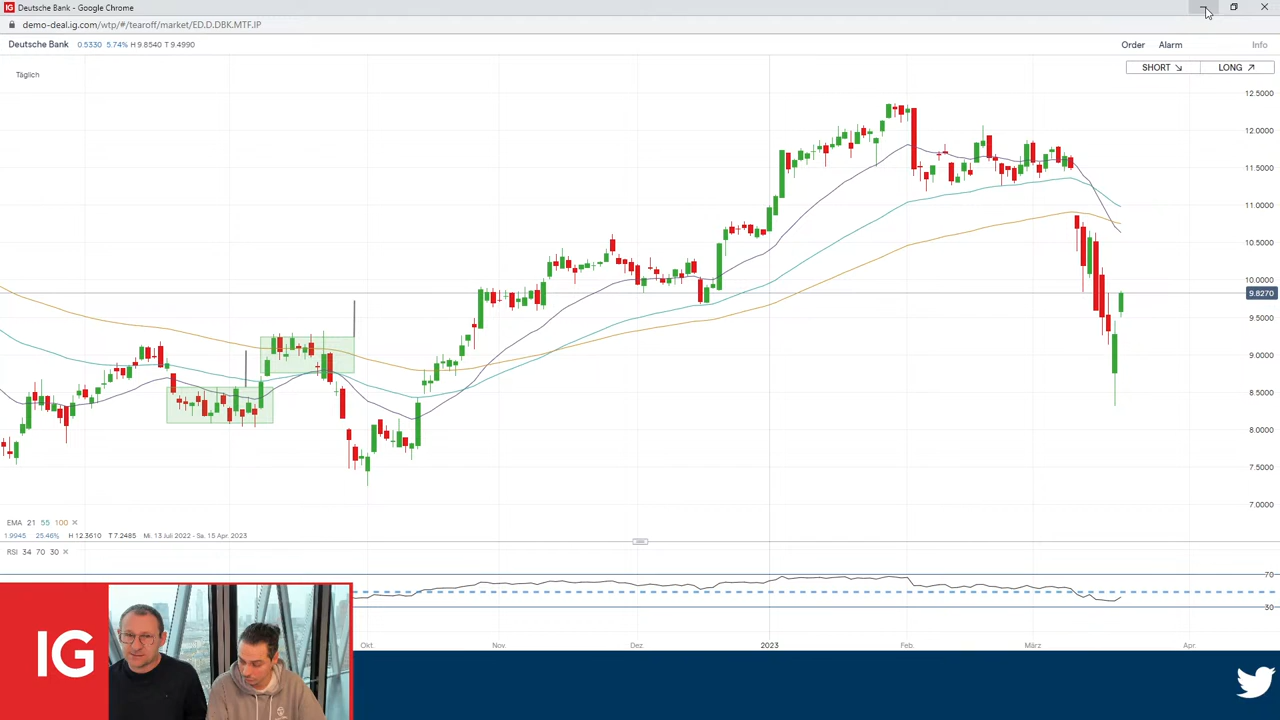 IG Deutsche Bank - Google Chrome
demo-deal.ig.com/wtp/#/tearoff/market/ED.D.DBK.MTF.IP
Deutsche Bank 0.5330 5.74% H 9.8540 T 9.4990 Order Alarm Info
Täglich
SHORT LONG
12.5000
12.0000
11.5000
11.0000
10.5000
10.0000
9.8270
9.5000
9.0000
8.5000
8.0000
7.5000
7.0000
EMA 21 55 100
1.9945 25.46% H 12.3610 T 7.2485 Mi. 13 Juli 2022 - Sa. 15 Apr. 2023
RSI 34 70 30
70
30
Okt. Nov. Dez. 2023 Feb. März Apr.
IG